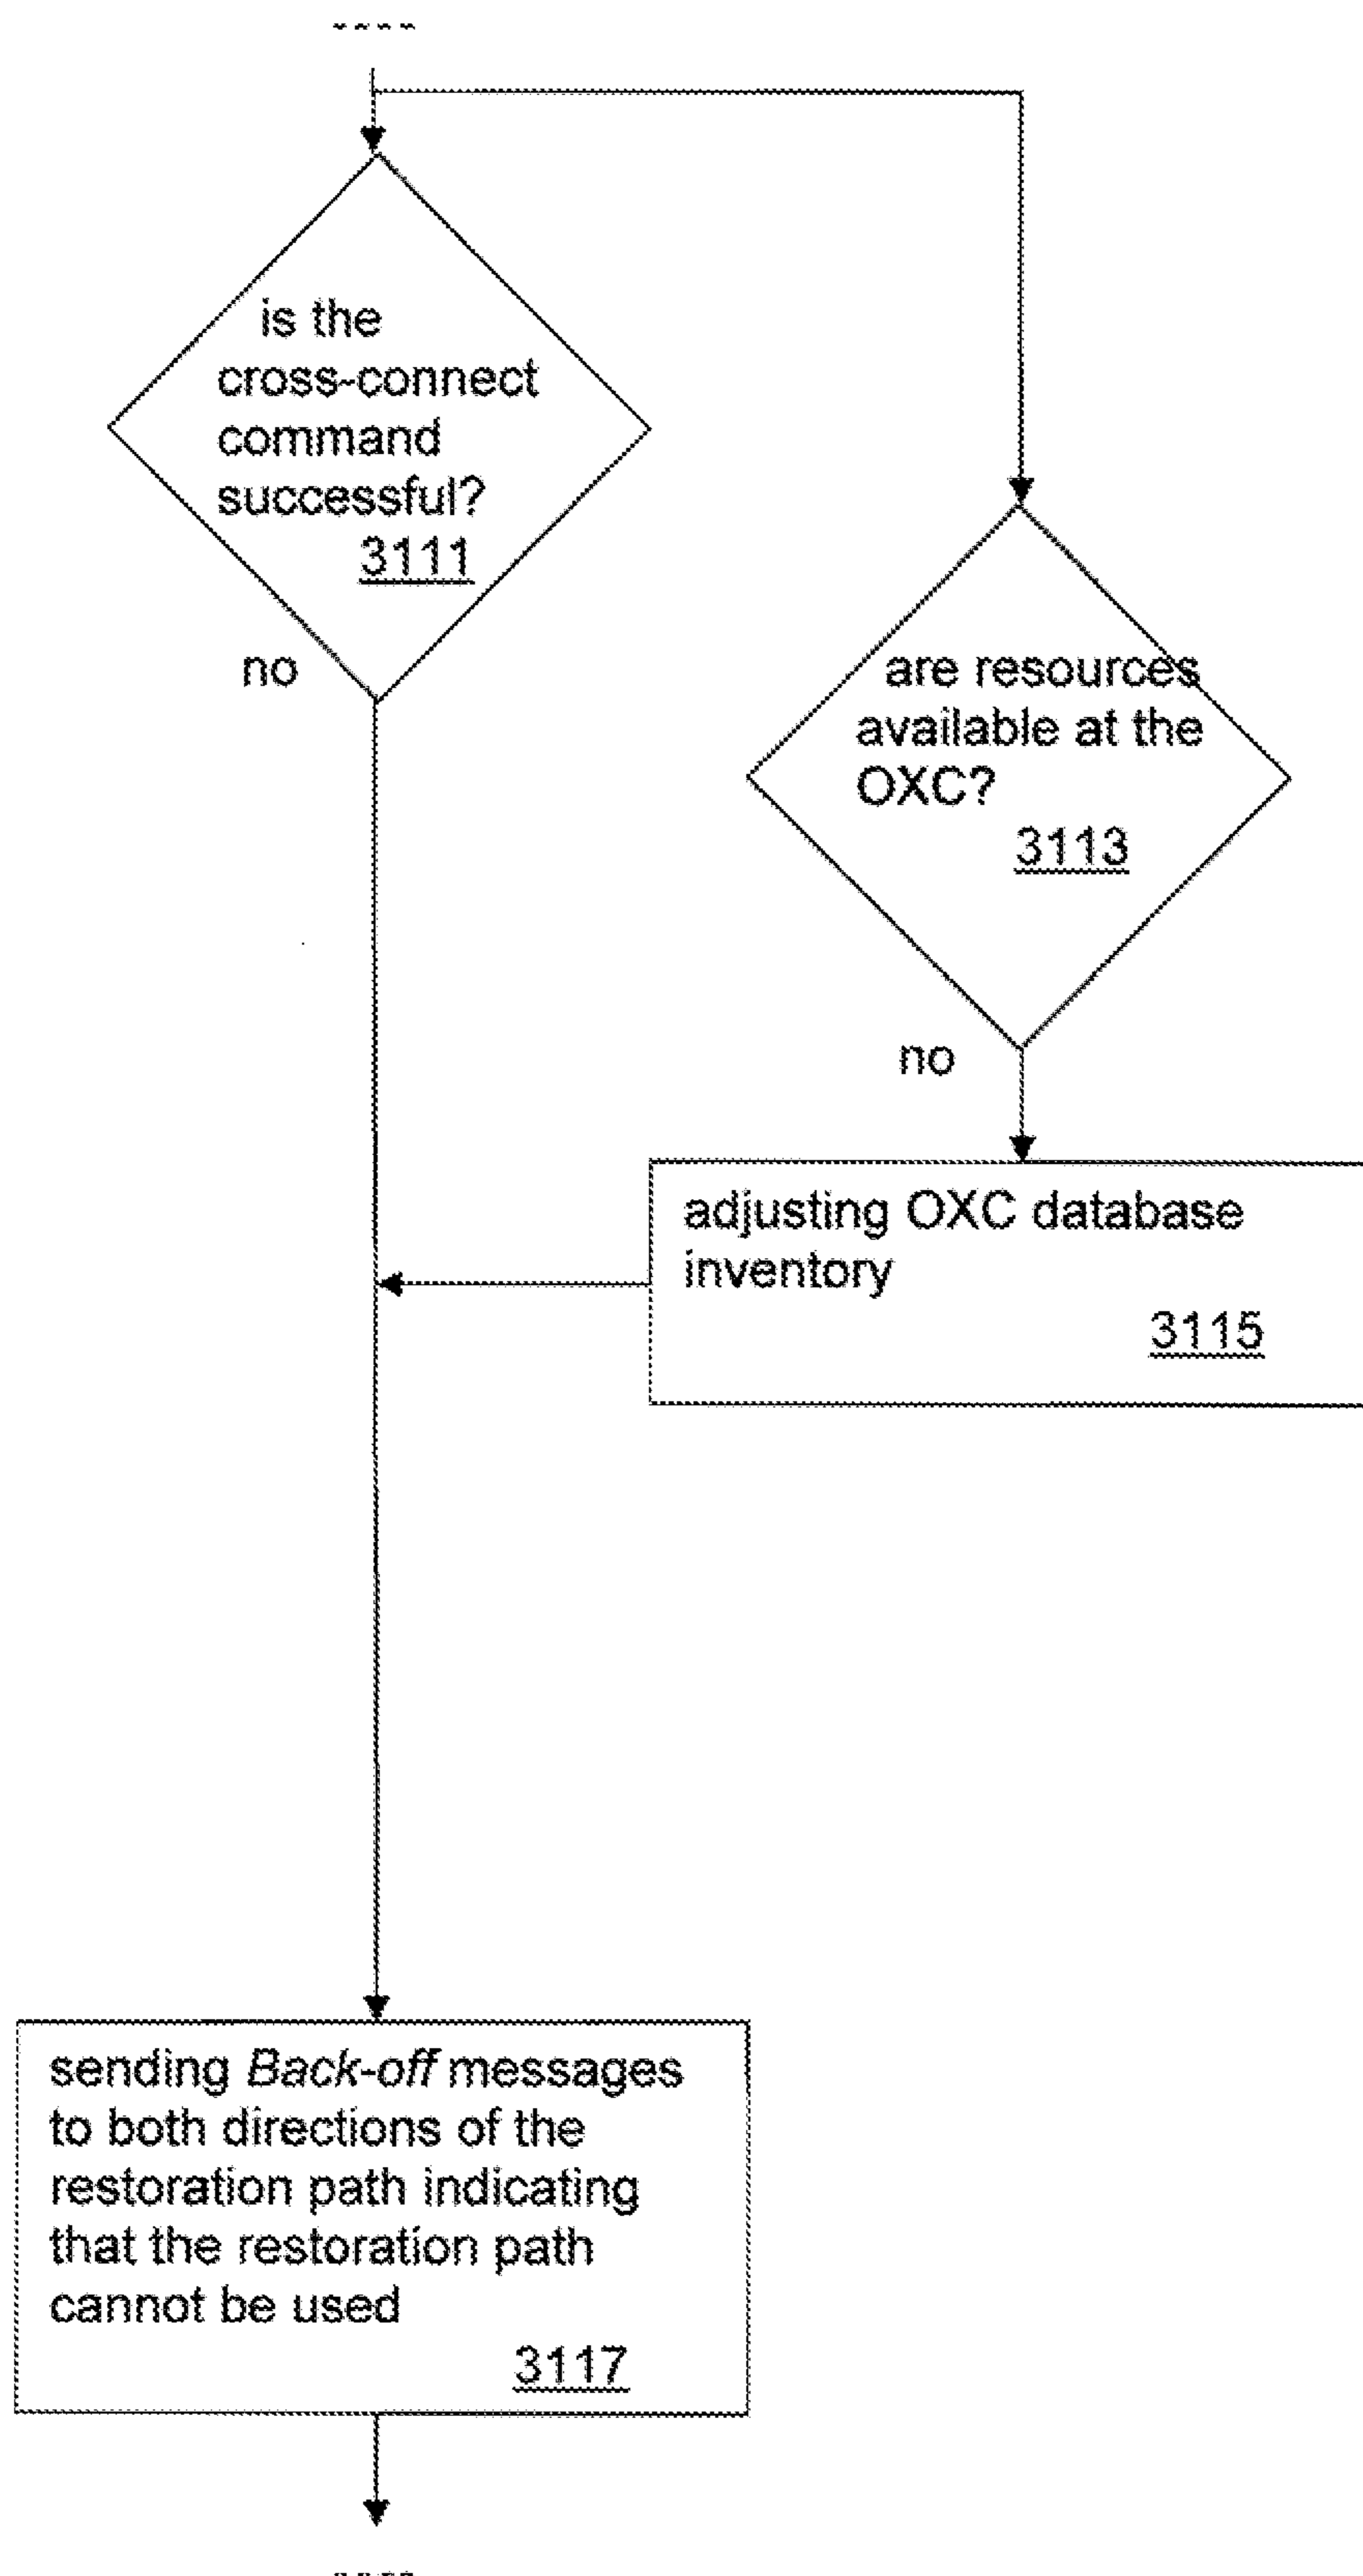 is the
cross-connect
command
successful?
3111
no
are resources
available at the
OXC?
3113
no
adjusting OXC database
inventory
3115
sending Back-off messages
to both directions of the
restoration path indicating
that the restoration path
cannot be used
3117